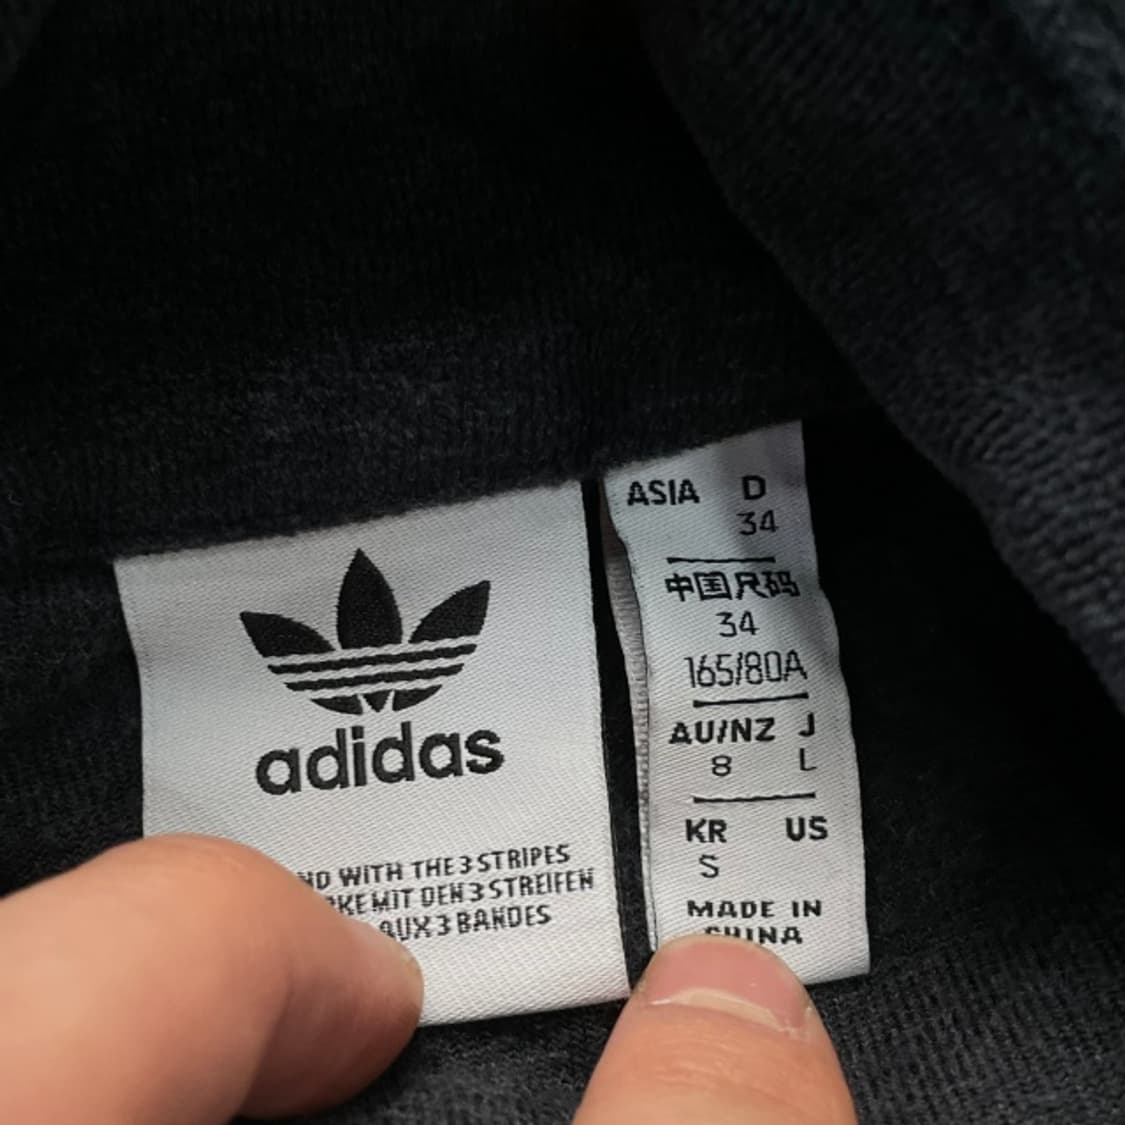 adidas
WITH THE 3 STRIPES
MIT DEN 3 STREIFEN
AUX 3 BANDES
ASIA D
34
中国尺码
34
165/80A
AU/NZ J
8 L
KR US
S
MADE IN
CHINA